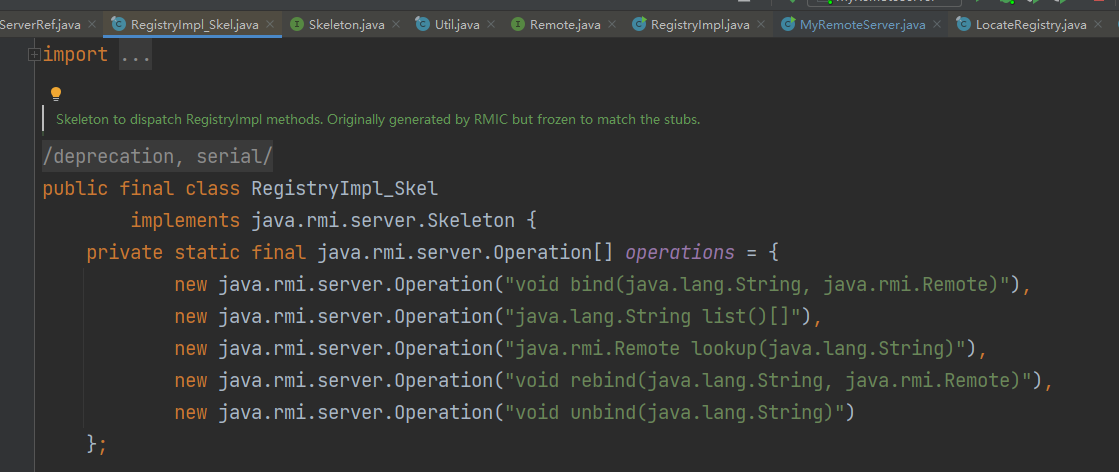 ServerRef.java RegistryImpl_Skel.java Skeleton.java Util.java Remote.java RegistryImpl.java MyRemoteServer.java LocateRegistry.java
import ...
Skeleton to dispatch RegistryImpl methods. Originally generated by RMIC but frozen to match the stubs.
/deprecation, serial/
public final class RegistryImpl_Skel
implements java.rmi.server.Skeleton {
private static final java.rmi.server.Operation[] operations = {
new java.rmi.server.Operation("void bind(java.lang.String, java.rmi.Remote)"),
new java.rmi.server.Operation("java.lang.String list()[]"),
new java.rmi.server.Operation("java.rmi.Remote lookup(java.lang.String)"),
new java.rmi.server.Operation("void rebind(java.lang.String, java.rmi.Remote)"),
new java.rmi.server.Operation("void unbind(java.lang.String)")
};